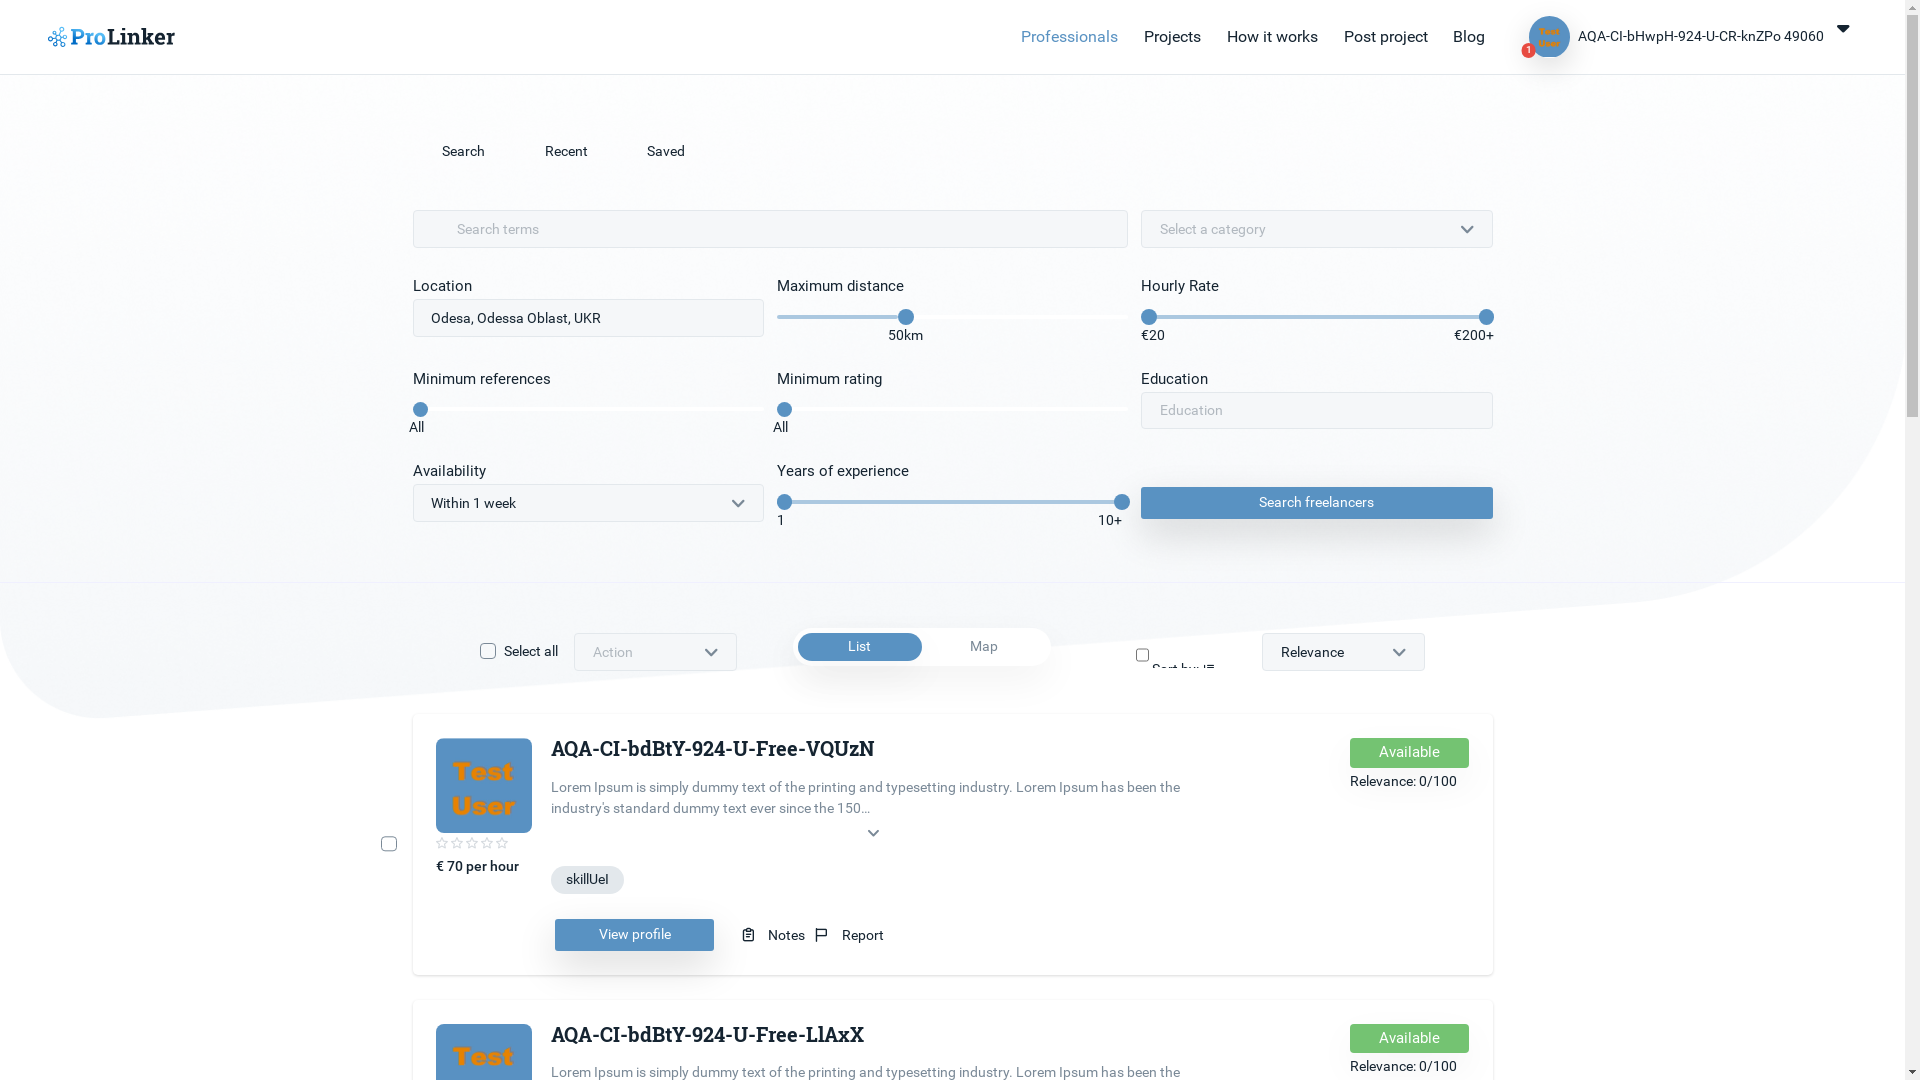 ProLinker
Professionals Projects How it works Post project Blog
1
Test
User
AQA-CI-bHwpH-924-U-CR-knZPo 49060
Search Recent Saved
Search terms
Select a category
Location Maximum distance Hourly Rate
Odesa, Odessa Oblast, UKR
50km €20 €200+
Minimum references Minimum rating Education
Education
All All
Availability Years of experience
Within 1 week
Search freelancers
1 10+
Select all Action List Map Sort by: Relevance
Test
User
AQA-CI-bdBtY-924-U-Free-VQUzN
Available
Relevance: 0/100
Lorem Ipsum is simply dummy text of the printing and typesetting industry. Lorem Ipsum has been the
industry's standard dummy text ever since the 150...
€ 70 per hour
skillUeI
View profile Notes Report
Test
AQA-CI-bdBtY-924-U-Free-LlAxX
Available
Relevance: 0/100
Lorem Ipsum is simply dummy text of the printing and typesetting industry. Lorem Ipsum has been the